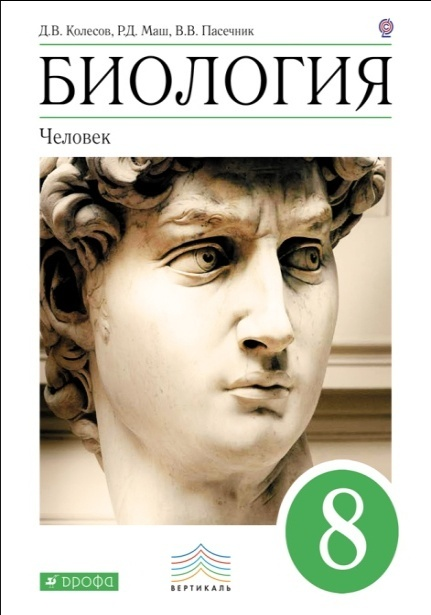 Д.В. Колесов, Р.Д. Маш, В.В. Пасечник
БИОЛОГИЯ
Человек
8
дрофа
ВЕРТИКАЛЬ